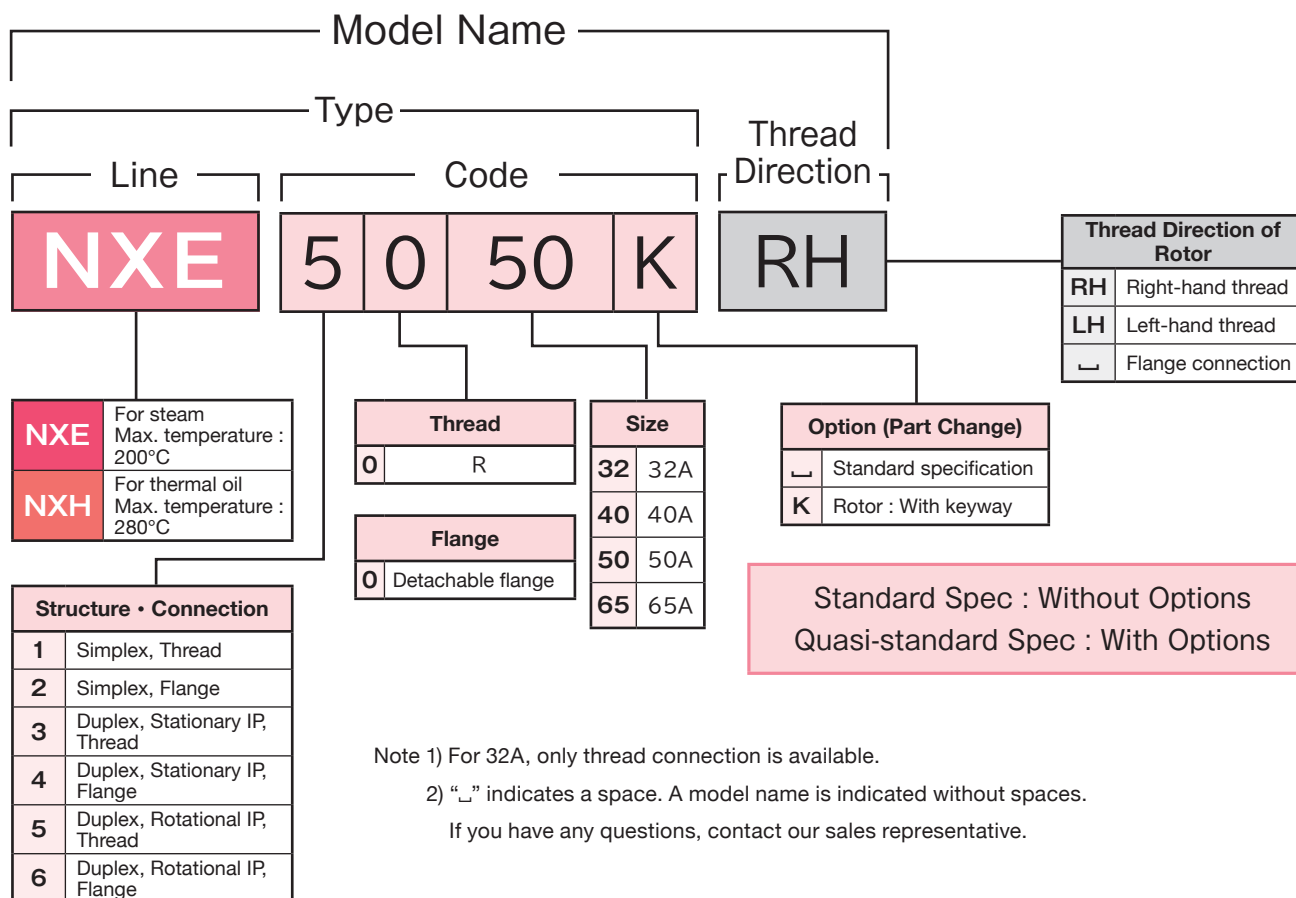 Model Name
Type
Thread
Direction
Line
Code
NXE
5
0
50
K
RH
Thread Direction of
Rotor
RH Right-hand thread
LH Left-hand thread
⎵ Flange connection
NXE
For steam
Max. temperature :
200°C
NXH
For thermal oil
Max. temperature :
280°C
Thread
0 R
Flange
0 Detachable flange
Size
32 32A
40 40A
50 50A
65 65A
Option (Part Change)
⎵ Standard specification
K Rotor : With keyway
Standard Spec : Without Options
Quasi-standard Spec : With Options
Structure・Connection
1 Simplex, Thread
2 Simplex, Flange
3 Duplex, Stationary IP,
Thread
4 Duplex, Stationary IP,
Flange
5 Duplex, Rotational IP,
Thread
6 Duplex, Rotational IP,
Flange
Note 1) For 32A, only thread connection is available.
2) “⎵” indicates a space. A model name is indicated without spaces.
If you have any questions, contact our sales representative.